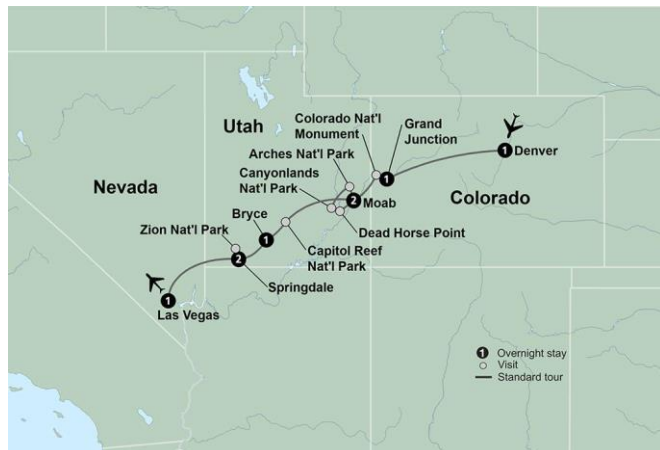 Colorado Nat'l
Monument
Grand
Junction
Utah
Arches Nat'l Park
1
Denver
Canyonlands
Nat'l Park
1
Nevada
2
Moab
Colorado
Bryce
Zion Nat'l Park
1
Dead Horse Point
Capitol Reef
Nat'l Park
2
Springdale
1
Las Vegas
1 Overnight stay
Visit
Standard tour